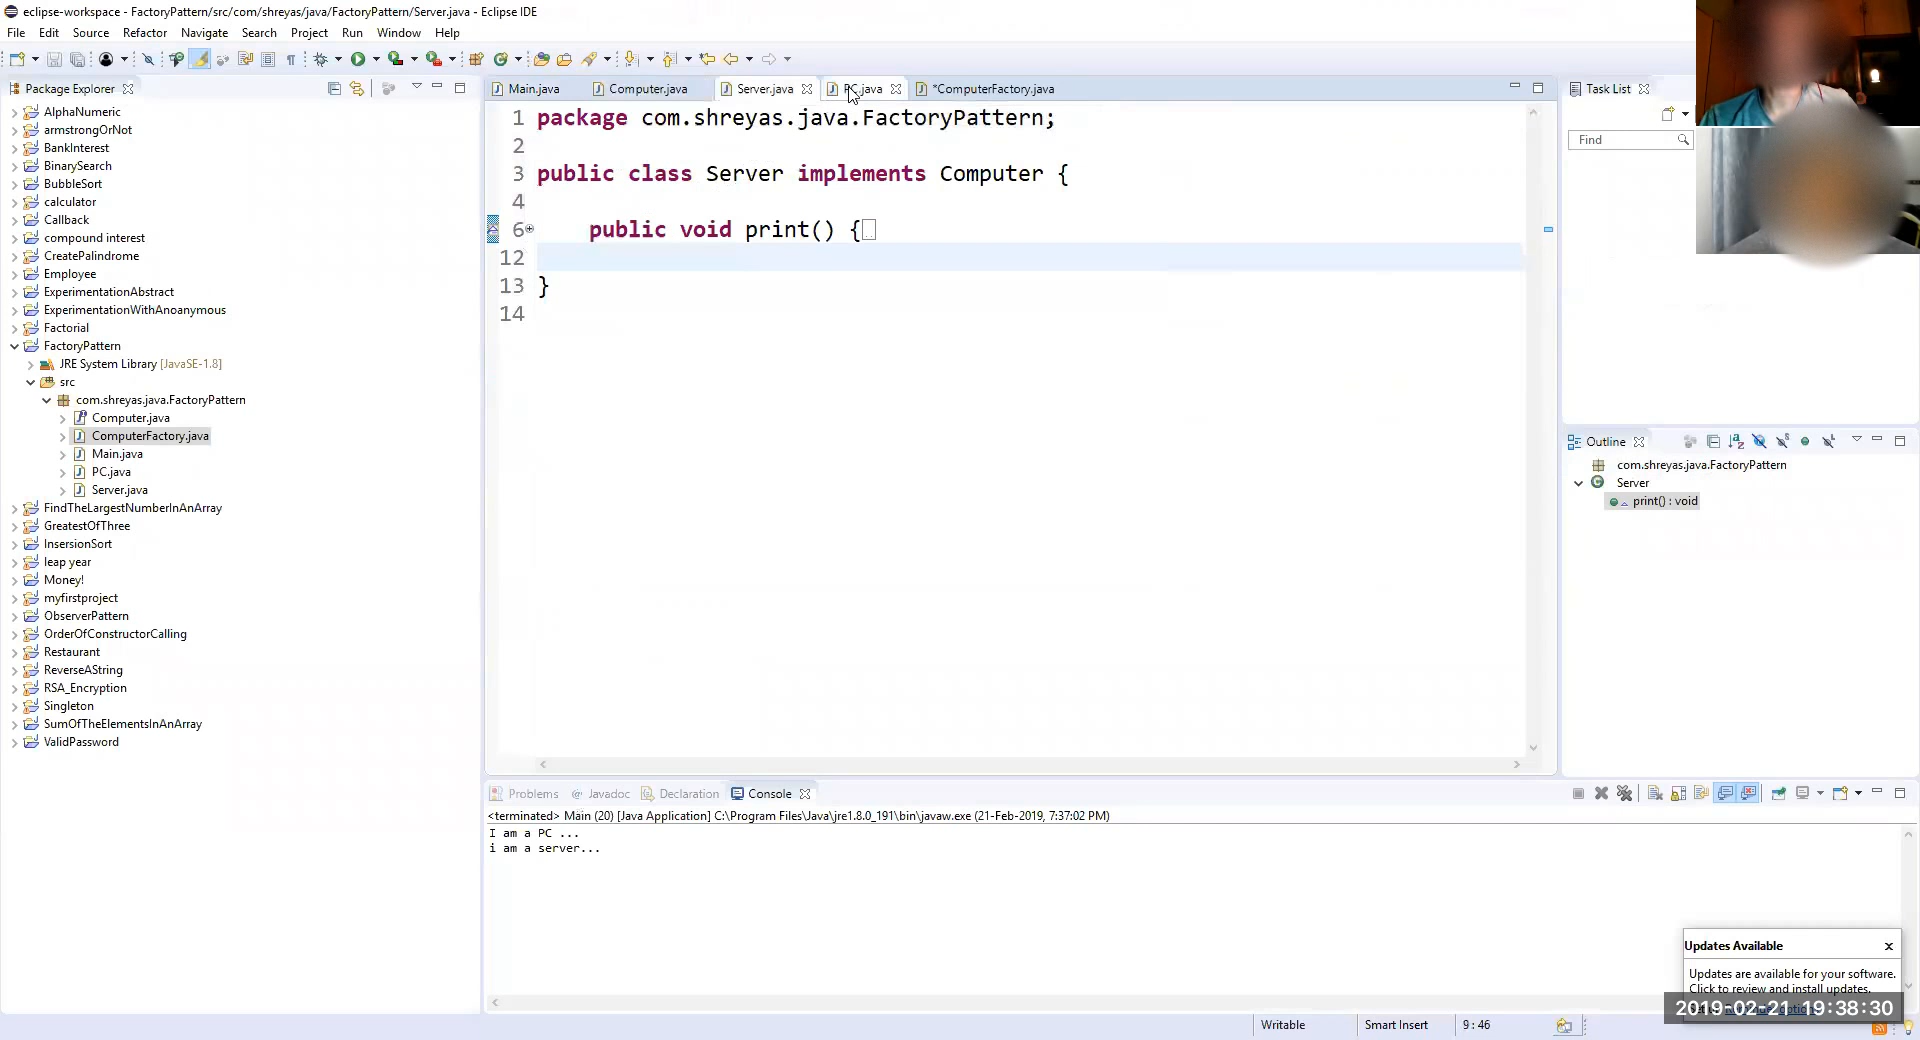 eclipse-workspace - FactoryPattern/src/com/shreyas/java/FactoryPattern/Server.java - Eclipse IDE
File Edit Source Refactor Navigate Search Project Run Window Help
Package Explorer
AlphaNumeric
armstrongOrNot
BankInterest
BinarySearch
BubbleSort
calculator
Callback
compound interest
CreatePalindrome
Employee
ExperimentationAbstract
ExperimentationWithAnoanymous
Factorial
FactoryPattern
JRE System Library [JavaSE-1.8]
src
com.shreyas.java.FactoryPattern
Computer.java
ComputerFactory.java
Main.java
PC.java
Server.java
FindTheLargestNumberInAnArray
GreatestOfThree
InsersionSort
leap year
Money!
myfirstproject
ObserverPattern
OrderOfConstructorCalling
Restaurant
ReverseAString
RSA_Encryption
Singleton
SumOfTheElementsInAnArray
ValidPassword
Main.java Computer.java Server.java PC.java *ComputerFactory.java
1 package com.shreyas.java.FactoryPattern;
2
3 public class Server implements Computer {
4
6 public void print() {
12
13 }
14
Task List
Find
Outline
com.shreyas.java.FactoryPattern
Server
print() : void
Problems Javadoc Declaration Console
<terminated> Main (20) [Java Application] C:\Program Files\Java\jre1.8.0_191\bin\javaw.exe (21-Feb-2019, 7:37:02 PM)
I am a PC ...
i am a server...
Updates Available
Updates are available for your software.
Click to review and install updates.
2019-02-21 19:38:30
Writable Smart Insert 9 : 46